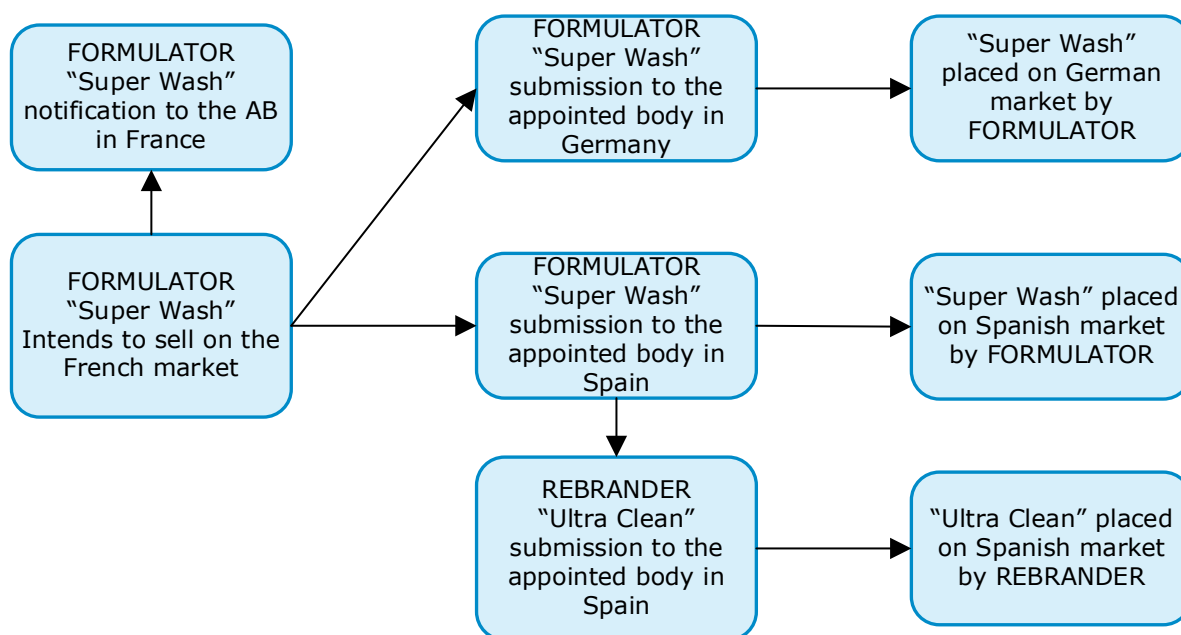 FORMULATOR
“Super Wash”
notification to the AB
in France
FORMULATOR
“Super Wash”
submission to the
appointed body in
Germany
“Super Wash”
placed on German
market by
FORMULATOR
FORMULATOR
“Super Wash”
Intends to sell on the
French market
FORMULATOR
“Super Wash”
submission to the
appointed body in
Spain
“Super Wash” placed
on Spanish market
by FORMULATOR
REBRANDER
“Ultra Clean”
submission to the
appointed body in
Spain
“Ultra Clean” placed
on Spanish market
by REBRANDER